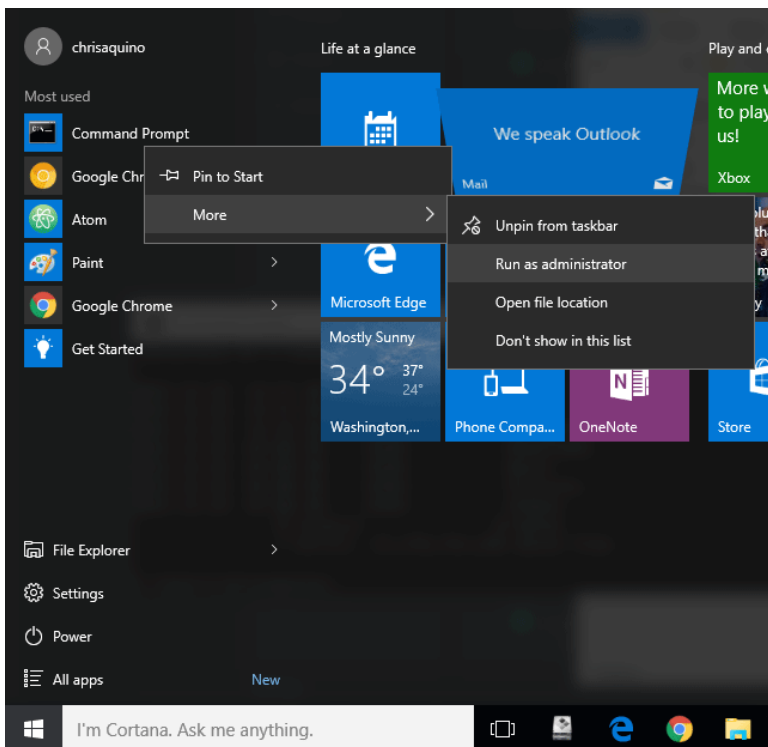 chrisaquino
Most used
Command Prompt
Google Chr
Atom
Paint
Google Chrome
Get Started
File Explorer
Settings
Power
All apps
New
Pin to Start
More
Unpin from taskbar
Run as administrator
Open file location
Don't show in this list
Life at a glance
We speak Outlook
Mail
Microsoft Edge
Mostly Sunny
34° 37°
24°
Washington,...
Phone Compa...
OneNote
Play and
More
to play
us!
Xbox
Store
I'm Cortana. Ask me anything.